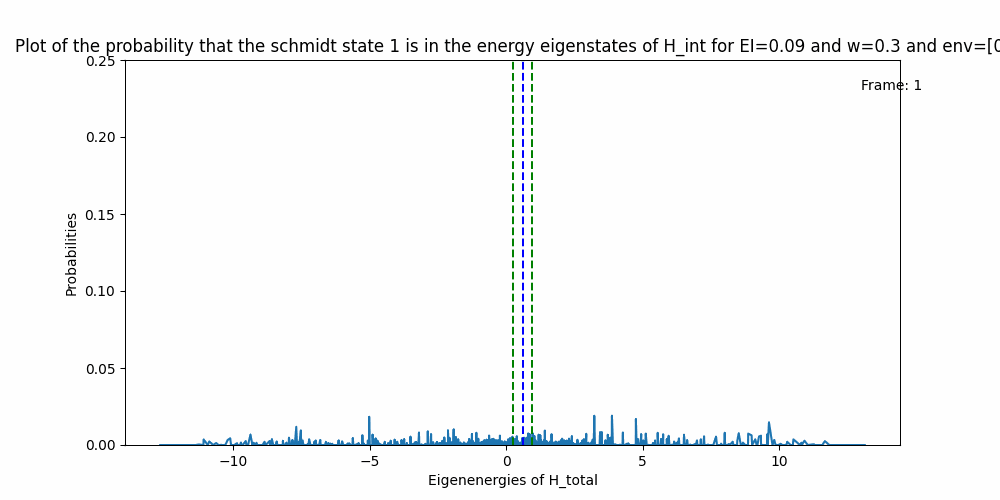 Plot of the probability that the schmidt state 1 is in the energy eigenstates of H_int for EI=0.09 and w=0.3 and env=[0
Frame: 1
0.25
0.20
0.15
0.10
0.05
0.00
Probabilities
−10 −5 0 5 10
Eigenenergies of H_total